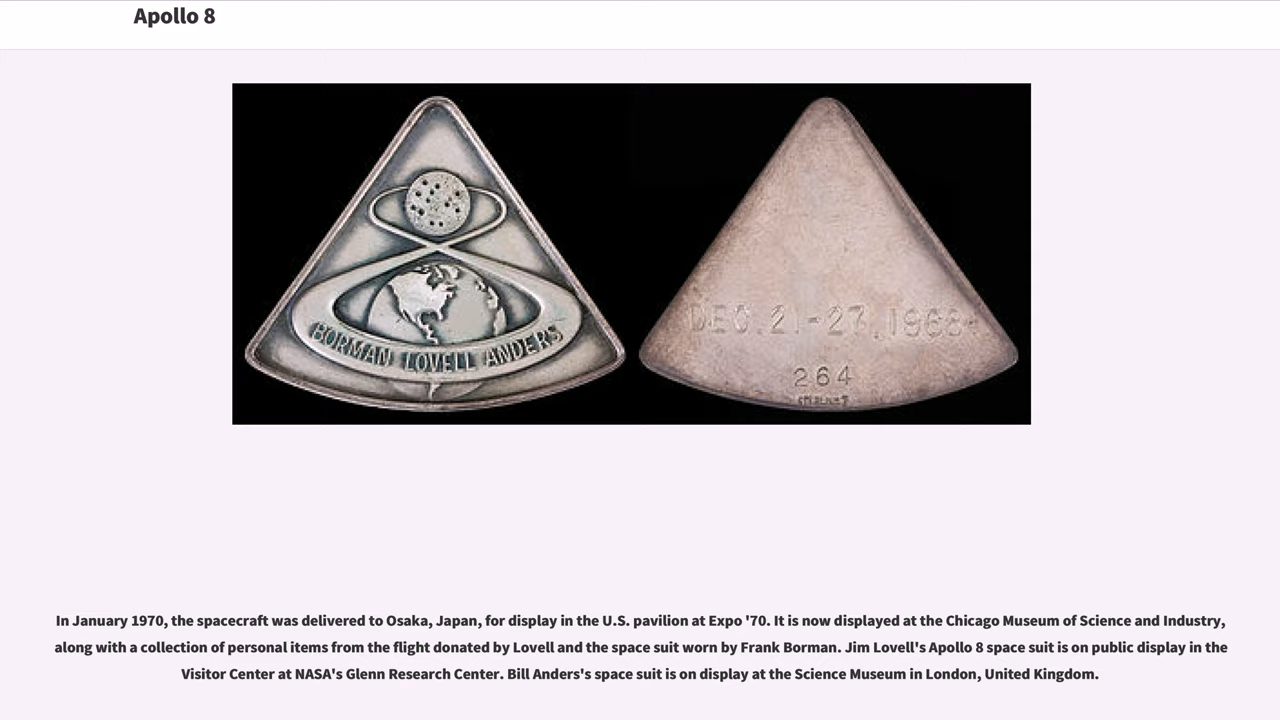 Apollo 8
BORMAN LOVELL ANDERS
DEC. 21-27, 1968
264
STERLING
In January 1970, the spacecraft was delivered to Osaka, Japan, for display in the U.S. pavilion at Expo '70. It is now displayed at the Chicago Museum of Science and Industry,
along with a collection of personal items from the flight donated by Lovell and the space suit worn by Frank Borman. Jim Lovell's Apollo 8 space suit is on public display in the
Visitor Center at NASA's Glenn Research Center. Bill Anders's space suit is on display at the Science Museum in London, United Kingdom.